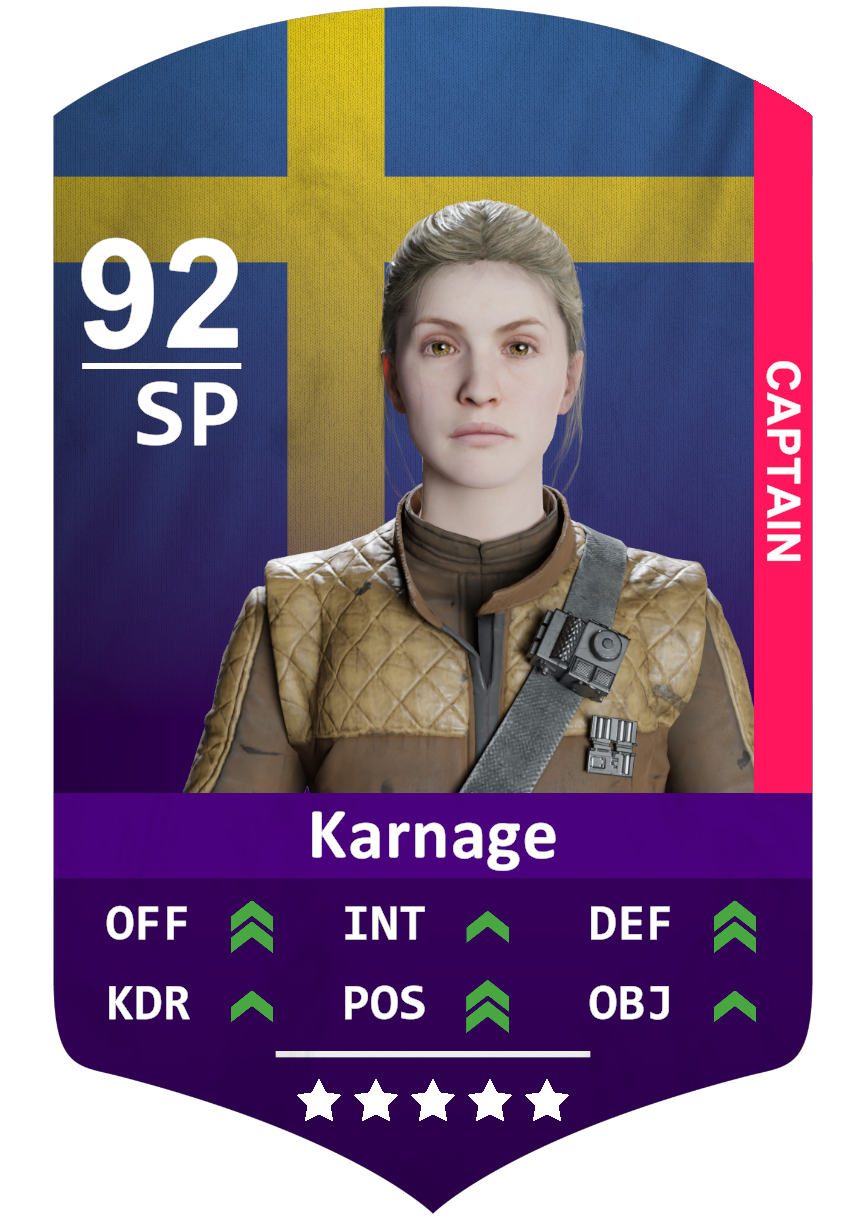 92
SP
CAPTAIN
Karnage
OFF INT DEF
KDR POS OBJ